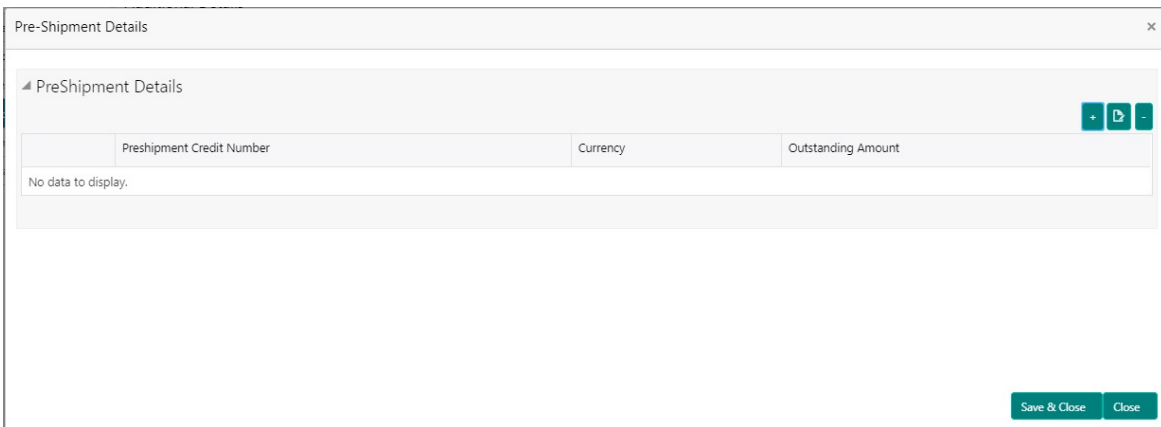 Pre-Shipment Details ×
PreShipment Details
+ -
Preshipment Credit Number Currency Outstanding Amount
No data to display.
Save & Close Close